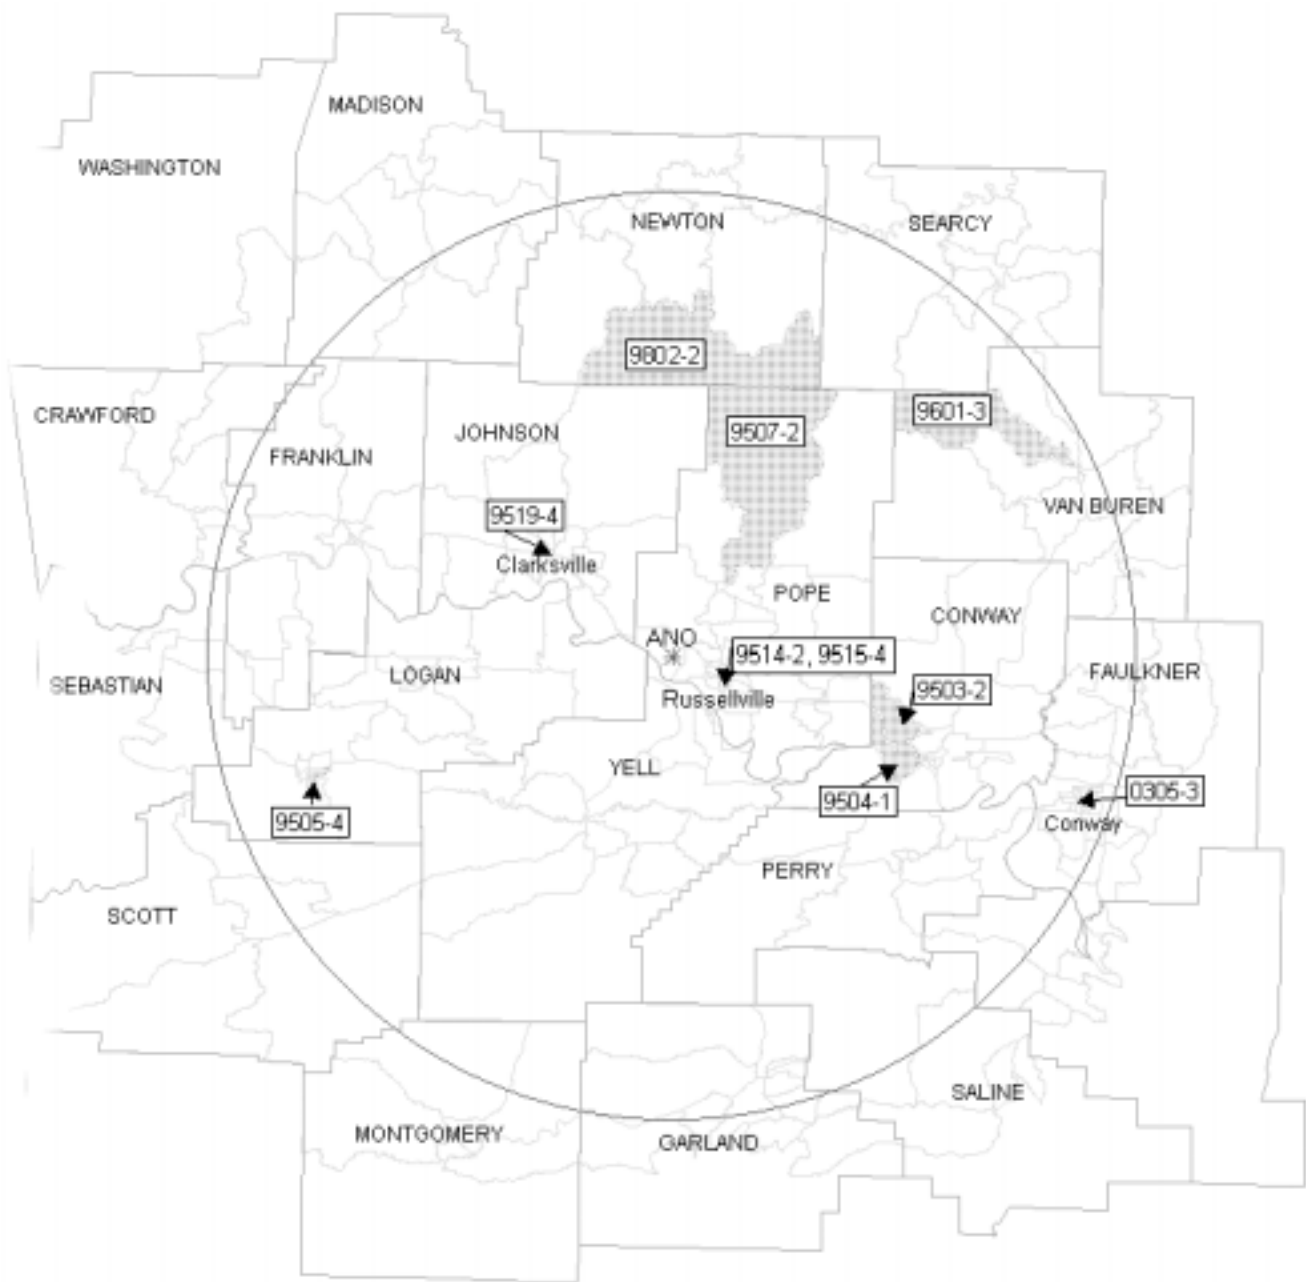 MADISON
WASHINGTON
NEWTON
SEARCY
9802-2
CRAWFORD
9601-3
JOHNSON
9507-2
FRANKLIN
VAN BUREN
9519-4
Clarksville
POPE
CONWAY
ANO
9514-2, 9515-4
LOGAN
FAULKNER
SEBASTIAN
9503-2
Russellville
YELL
9504-1
0305-3
9505-4
Conway
PERRY
SCOTT
SALINE
MONTGOMERY
GARLAND